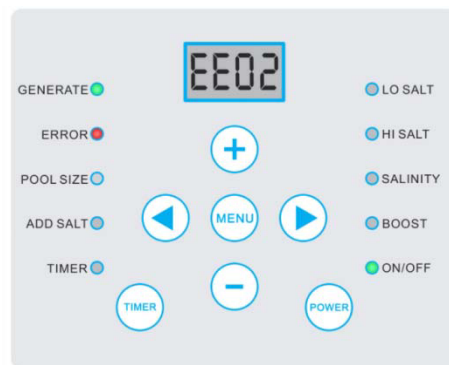 EE02
GENERATE
LO SALT
ERROR
HI SALT
POOL SIZE
SALINITY
MENU
ADD SALT
BOOST
TIMER
ON/OFF
TIMER
POWER